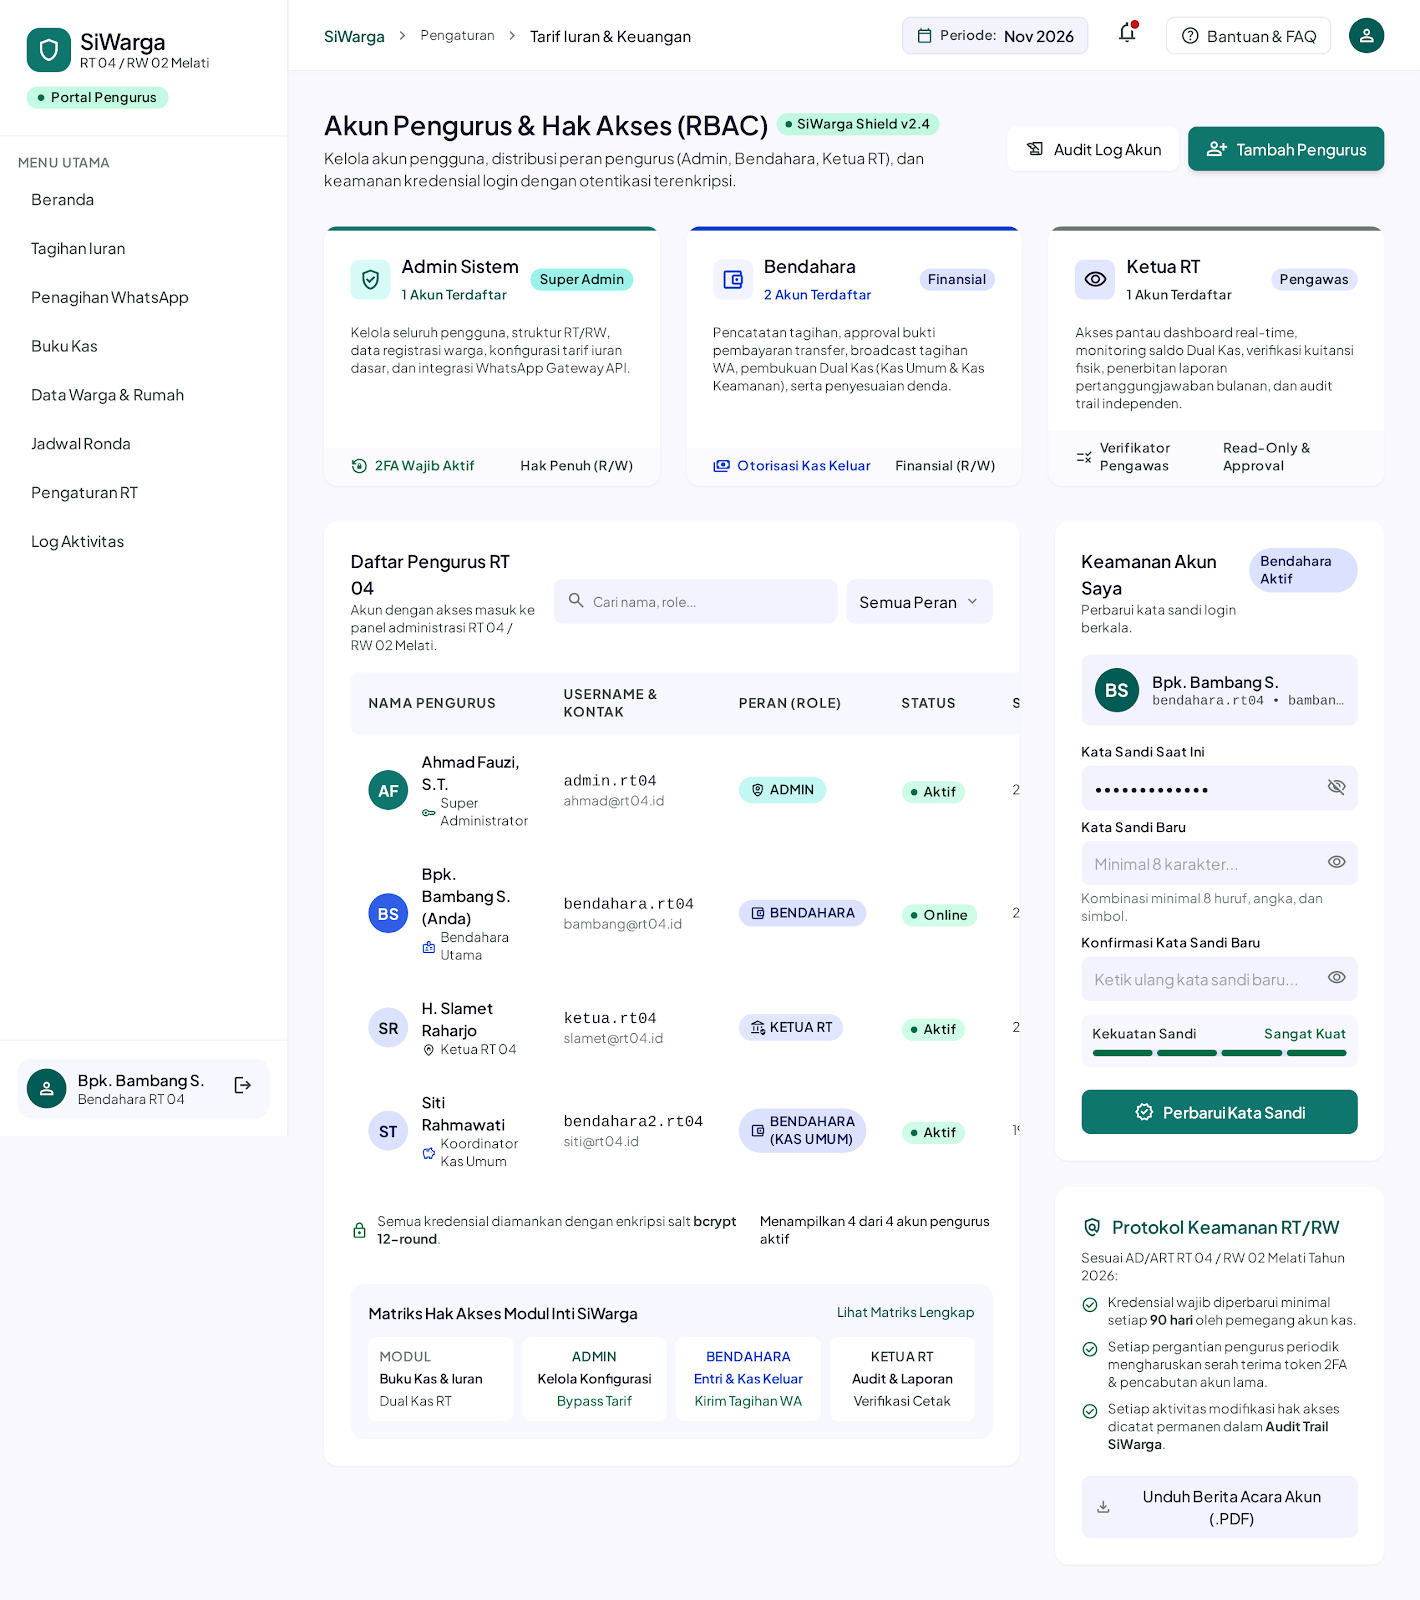 SiWarga
RT 04 / RW 02 Melati
Portal Pengurus
MENU UTAMA
Beranda
Tagihan Iuran
Penagihan WhatsApp
Buku Kas
Data Warga & Rumah
Jadwal Ronda
Pengaturan RT
Log Aktivitas
Bpk. Bambang S.
Bendahara RT 04
SiWarga > Pengaturan > Tarif Iuran & Keuangan
Periode: Nov 2026
Bantuan & FAQ
Akun Pengurus & Hak Akses (RBAC)
SiWarga Shield v2.4
Kelola akun pengguna, distribusi peran pengurus (Admin, Bendahara, Ketua RT), dan
keamanan kredensial login dengan otentikasi terenkripsi.
Audit Log Akun
Tambah Pengurus
Admin Sistem
1 Akun Terdaftar
Super Admin
Kelola seluruh pengguna, struktur RT/RW,
data registrasi warga, konfigurasi tarif iuran
dasar, dan integrasi WhatsApp Gateway API.
2FA Wajib Aktif
Hak Penuh (R/W)
Bendahara
2 Akun Terdaftar
Finansial
Pencatatan tagihan, approval bukti
pembayaran transfer, broadcast tagihan
WA, pembukuan Dual Kas (Kas Umum & Kas
Keamanan), serta penyesuaian denda.
Otorisasi Kas Keluar
Finansial (R/W)
Ketua RT
1 Akun Terdaftar
Pengawas
Akses pantau dashboard real-time,
monitoring saldo Dual Kas, verifikasi kuitansi
fisik, penerbitan laporan
pertanggungjawaban bulanan, dan audit
trail independen.
Verifikator
Pengawas
Read-Only &
Approval
Daftar Pengurus RT
04
Akun dengan akses masuk ke
panel administrasi RT 04 /
RW 02 Melati.
Cari nama, role...
Semua Peran
NAMA PENGURUS
USERNAME &
KONTAK
PERAN (ROLE)
STATUS
S
AF
Ahmad Fauzi,
S.T.
Super
Administrator
admin.rt04
ahmad@rt04.id
ADMIN
Aktif
2
BS
Bpk.
Bambang S.
(Anda)
Bendahara
Utama
bendahara.rt04
bambang@rt04.id
BENDAHARA
Online
2
SR
H. Slamet
Raharjo
Ketua RT 04
ketua.rt04
slamet@rt04.id
KETUA RT
Aktif
2
ST
Siti
Rahmawati
Koordinator
Kas Umum
bendahara2.rt04
siti@rt04.id
BENDAHARA
(KAS UMUM)
Aktif
Semua kredensial diamankan dengan enkripsi salt bcrypt
12-round.
Menampilkan 4 dari 4 akun pengurus
aktif
Matriks Hak Akses Modul Inti SiWarga
Lihat Matriks Lengkap
MODUL
Buku Kas & Iuran
Dual Kas RT
ADMIN
Kelola Konfigurasi
Bypass Tarif
BENDAHARA
Entri & Kas Keluar
Kirim Tagihan WA
KETUA RT
Audit & Laporan
Verifikasi Cetak
Keamanan Akun
Saya
Perbarui kata sandi login
berkala.
Bendahara
Aktif
BS
Bpk. Bambang S.
bendahara.rt04 • bamban…
Kata Sandi Saat Ini
•••••••••••••
Kata Sandi Baru
Minimal 8 karakter...
Kombinasi minimal 8 huruf, angka, dan
simbol.
Konfirmasi Kata Sandi Baru
Ketik ulang kata sandi baru...
Kekuatan Sandi
Sangat Kuat
Perbarui Kata Sandi
Protokol Keamanan RT/RW
Sesuai AD/ART RT 04 / RW 02 Melati Tahun
2026:
Kredensial wajib diperbarui minimal
setiap 90 hari oleh pemegang akun kas.
Setiap pergantian pengurus periodik
mengharuskan serah terima token 2FA
& pencabutan akun lama.
Setiap aktivitas modifikasi hak akses
dicatat permanen dalam Audit Trail
SiWarga.
Unduh Berita Acara Akun
(.PDF)